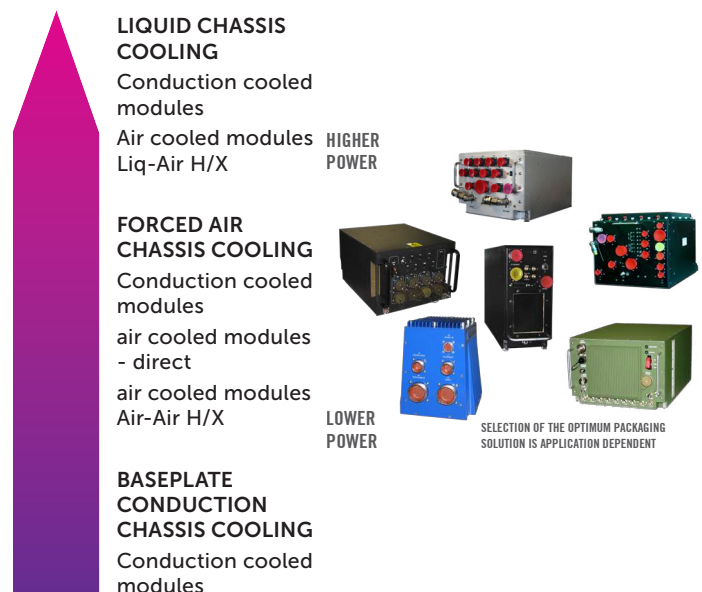 LIQUID CHASSIS
COOLING
Conduction cooled
modules
Air cooled modules
Liq-Air H/X
HIGHER
POWER
FORCED AIR
CHASSIS COOLING
Conduction cooled
modules
air cooled modules
- direct
air cooled modules
Air-Air H/X
LOWER
POWER
SELECTION OF THE OPTIMUM PACKAGING
SOLUTION IS APPLICATION DEPENDENT
BASEPLATE
CONDUCTION
CHASSIS COOLING
Conduction cooled
modules